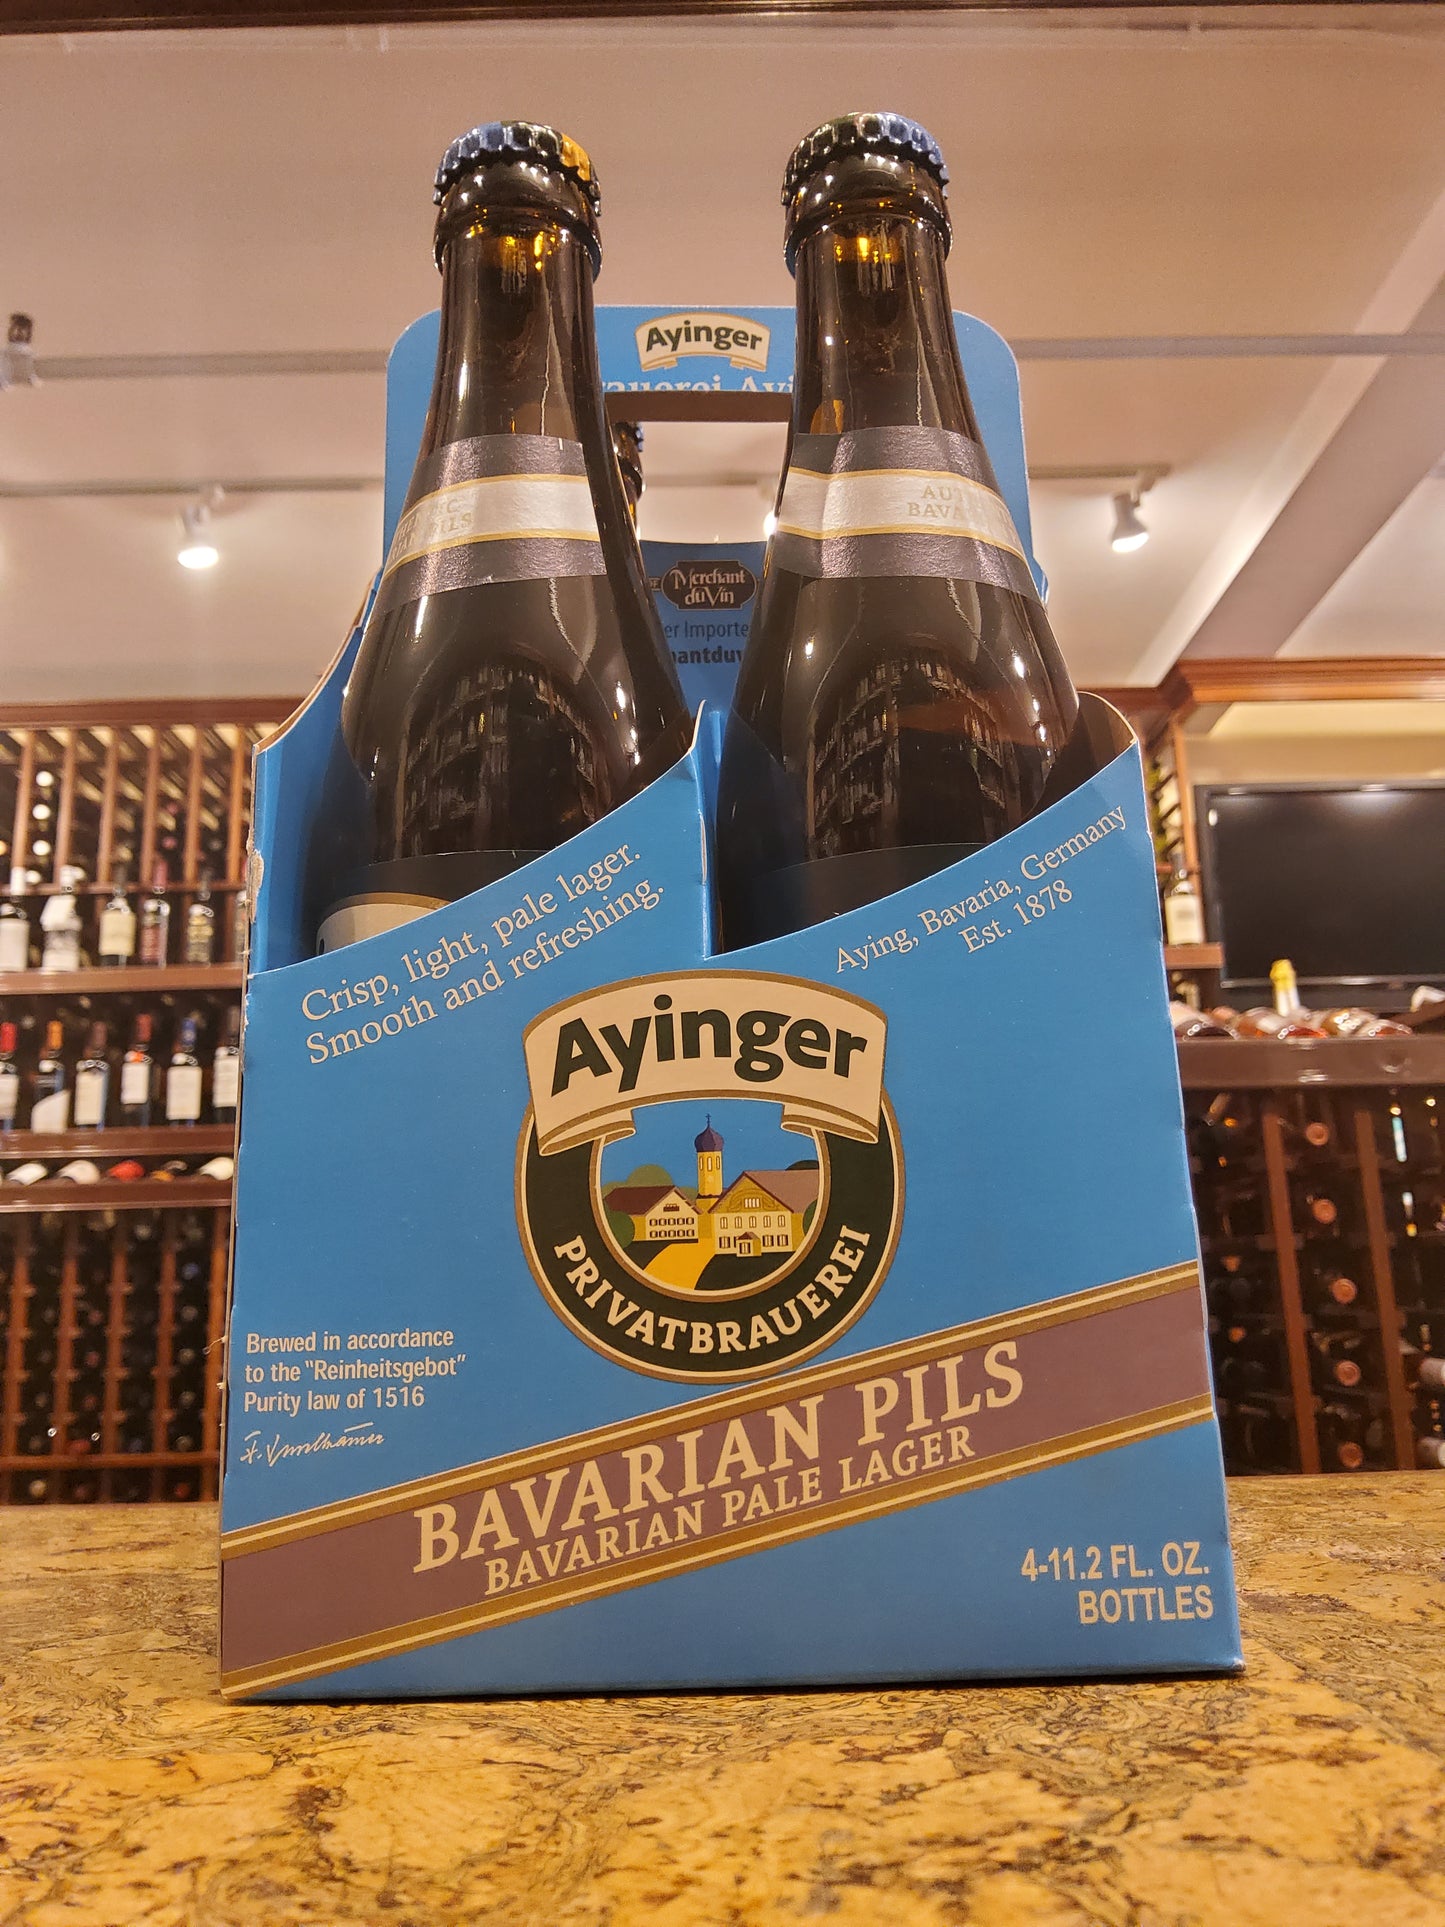 Ayinger
AUT
BAVA
Merchant
du Vin
Crisp, light, pale lager.
Smooth and refreshing.
Aying, Bavaria, Germany
Est. 1878
Ayinger
PRIVATBRAUEREI
Brewed in accordance
to the "Reinheitsgebot"
Purity law of 1516
BAVARIAN PILS
BAVARIAN PALE LAGER
4-11.2 FL. OZ.
BOTTLES